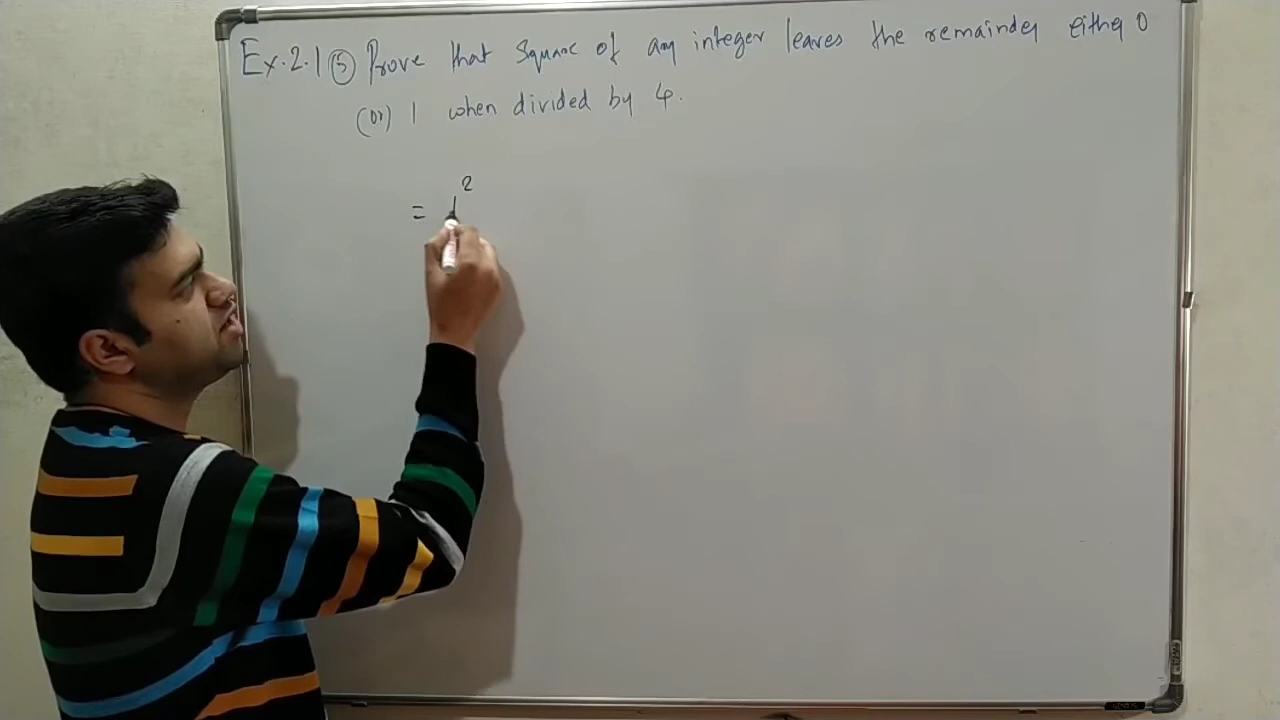 Ex.2.1 ⑤ Prove that Square of any integer leaves the remainder either 0
(or) 1 when divided by 4.
= 1²